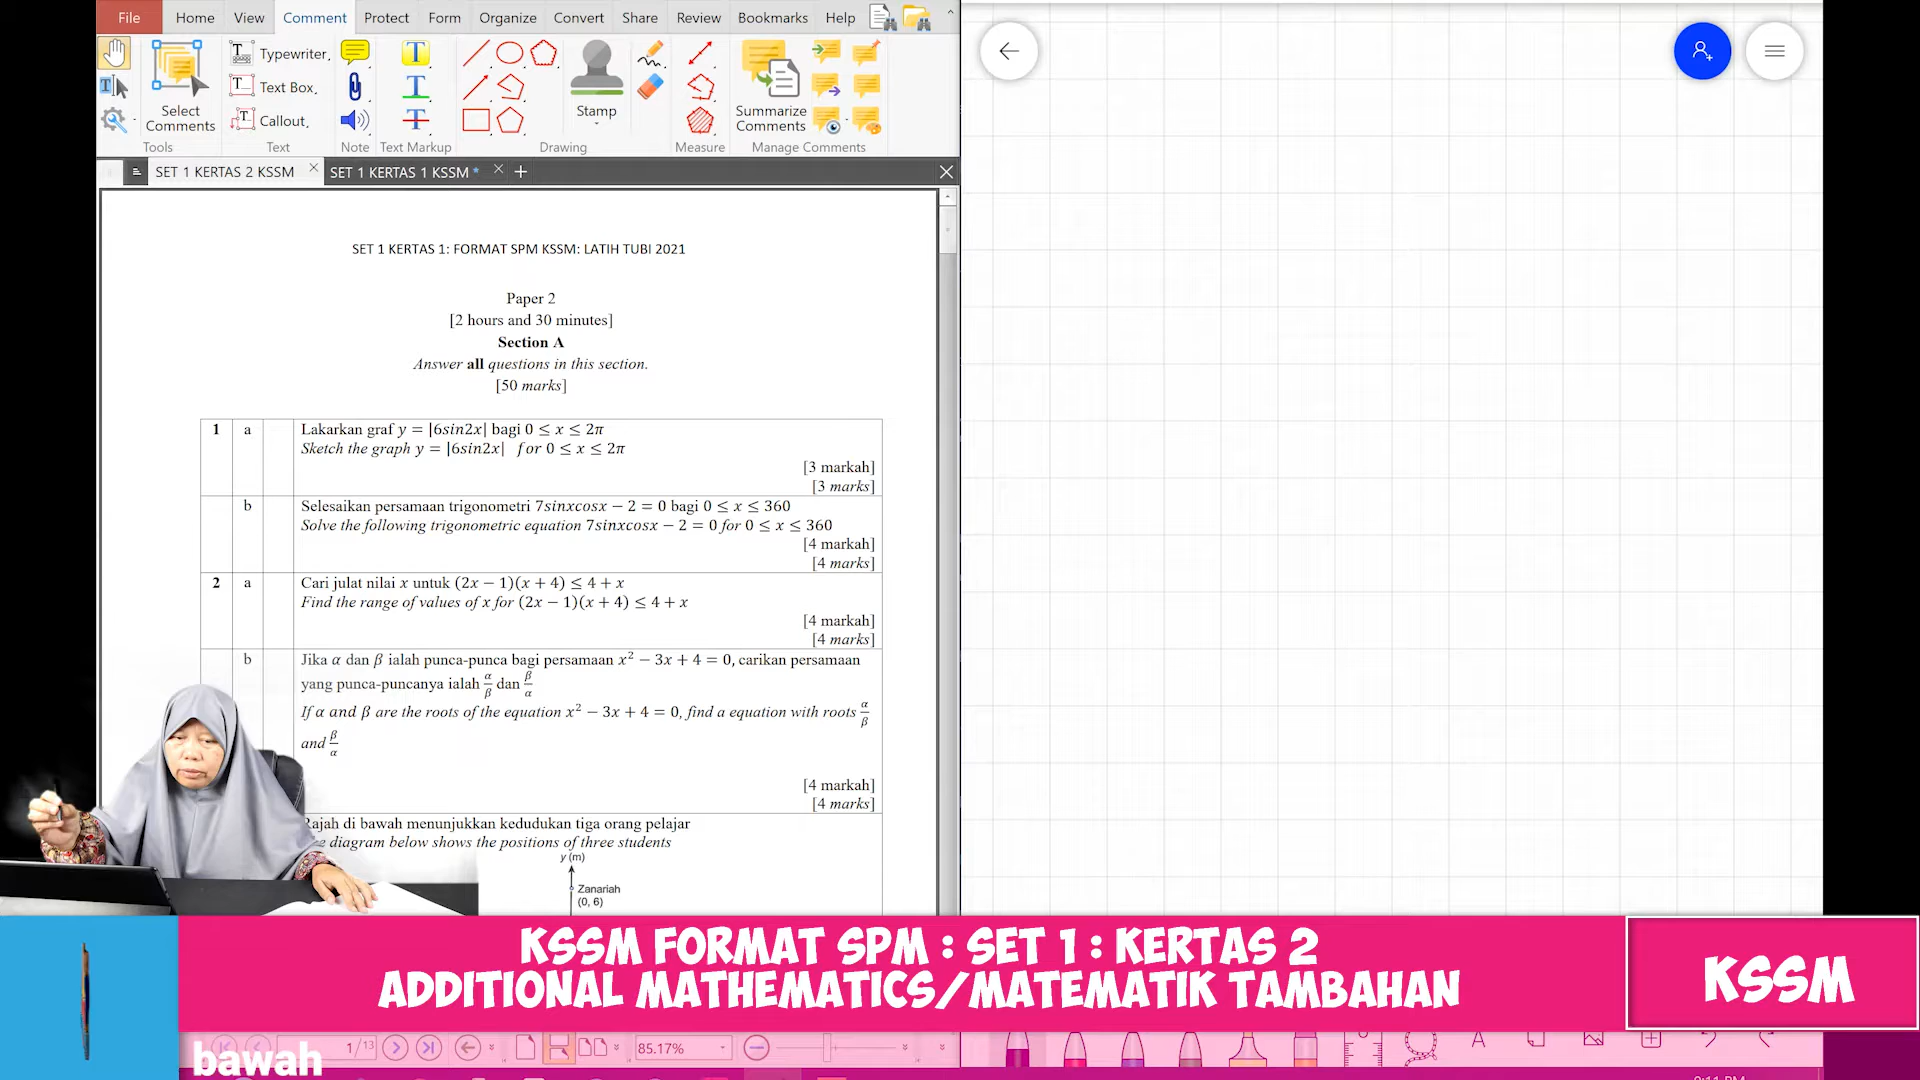 File Home View Comment Protect Form Organize Convert Share Review Bookmarks Help
Typewriter
Text Box
Callout
Select Comments
Stamp
Summarize Comments
Tools Text Note Text Markup Drawing Measure Manage Comments
SET 1 KERTAS 2 KSSM SET 1 KERTAS 1 KSSM *
SET 1 KERTAS 1: FORMAT SPM KSSM: LATIH TUBI 2021
Paper 2
[2 hours and 30 minutes]
Section A
Answer all questions in this section.
[50 marks]
1 a Lakarkan graf y = |6sin2x| bagi 0 ≤ x ≤ 2π
Sketch the graph y = |6sin2x| for 0 ≤ x ≤ 2π
[3 markah]
[3 marks]
b Selesaikan persamaan trigonometri 7sinxcosx − 2 = 0 bagi 0 ≤ x ≤ 360
Solve the following trigonometric equation 7sinxcosx − 2 = 0 for 0 ≤ x ≤ 360
[4 markah]
[4 marks]
2 a Cari julat nilai x untuk (2x − 1)(x + 4) ≤ 4 + x
Find the range of values of x for (2x − 1)(x + 4) ≤ 4 + x
[4 markah]
[4 marks]
b Jika α dan β ialah punca-punca bagi persamaan x² − 3x + 4 = 0, carikan persamaan
yang punca-puncanya ialah α/β dan β/α
If α and β are the roots of the equation x² − 3x + 4 = 0, find a equation with roots α/β
and β/α
[4 markah]
[4 marks]
Rajah di bawah menunjukkan kedudukan tiga orang pelajar
diagram below shows the positions of three students
y (m)
Zanariah
(0, 6)
KSSM FORMAT SPM : SET 1 : KERTAS 2
ADDITIONAL MATHEMATICS/MATEMATIK TAMBAHAN
KSSM
1/13 85.17%
bawah